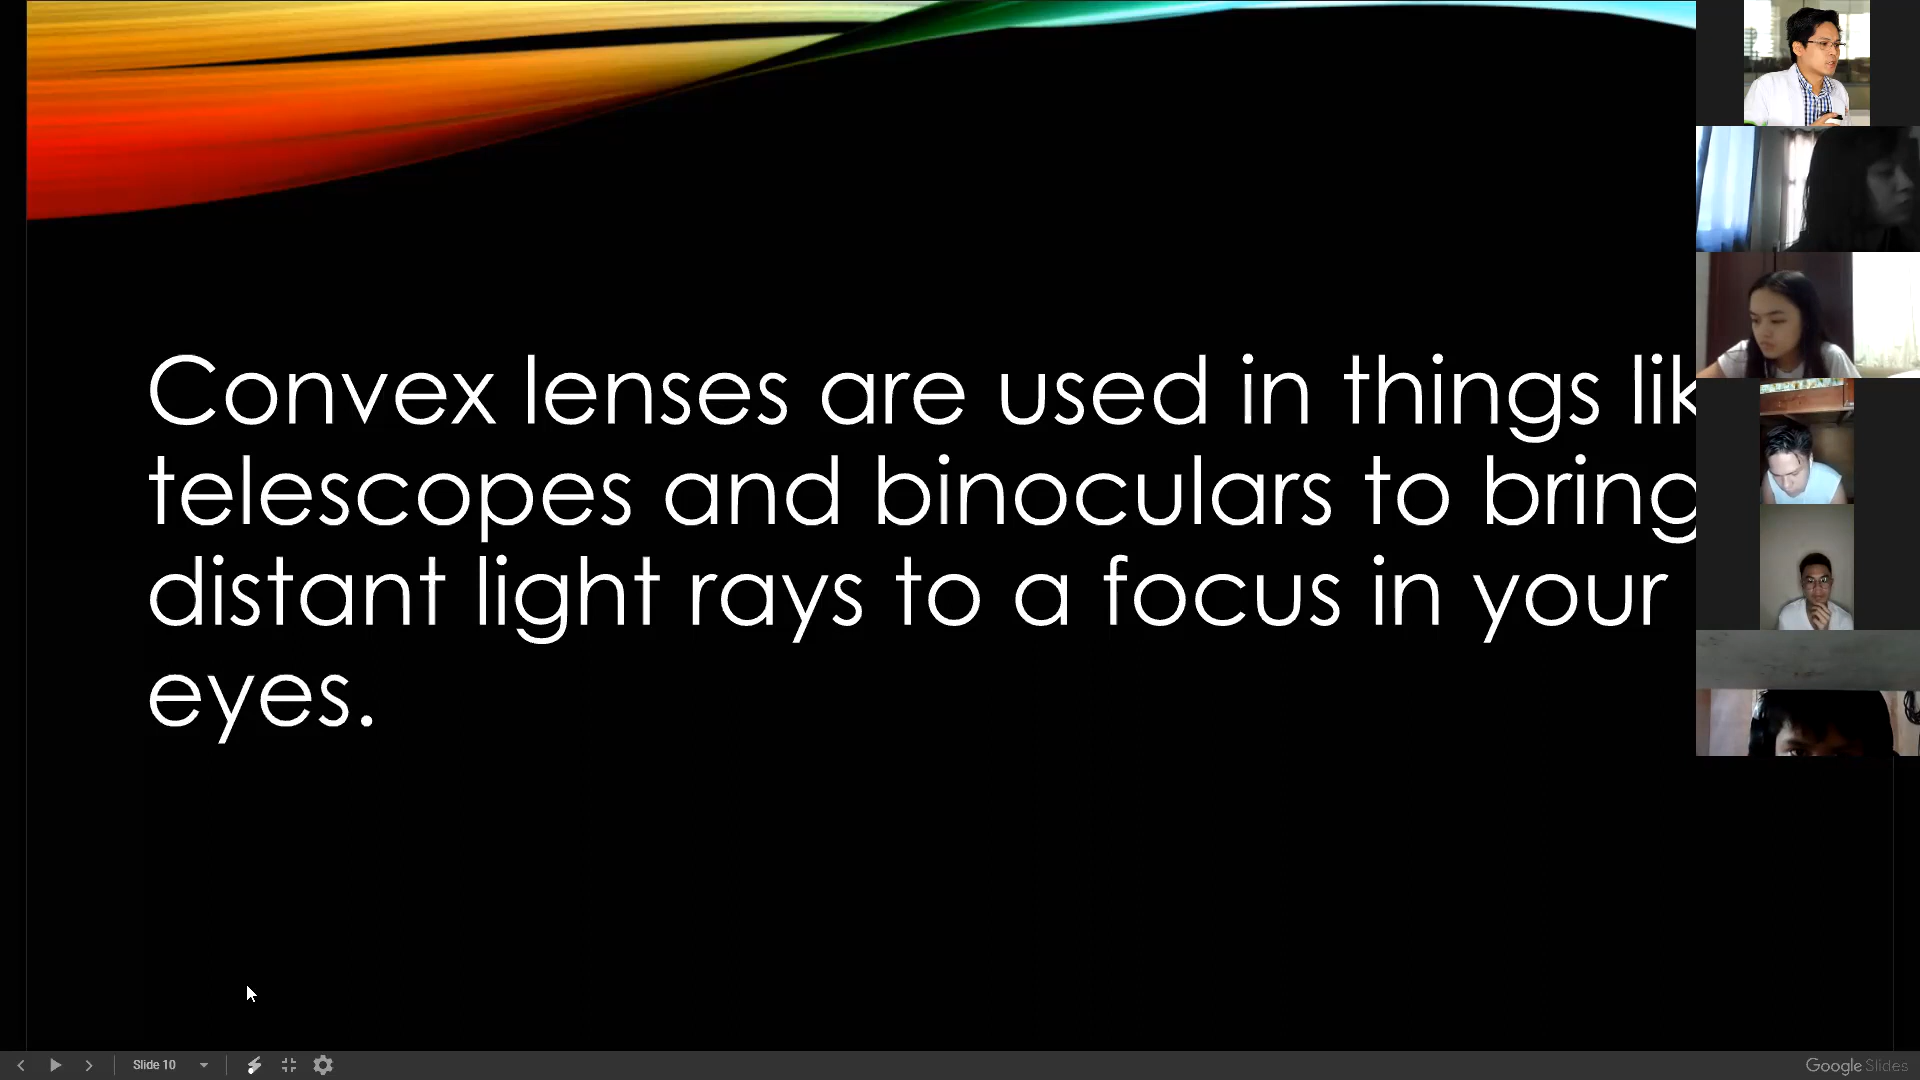 Convex lenses are used in things lik
telescopes and binoculars to bring
distant light rays to a focus in your
eyes.
Slide 10
Google Slides